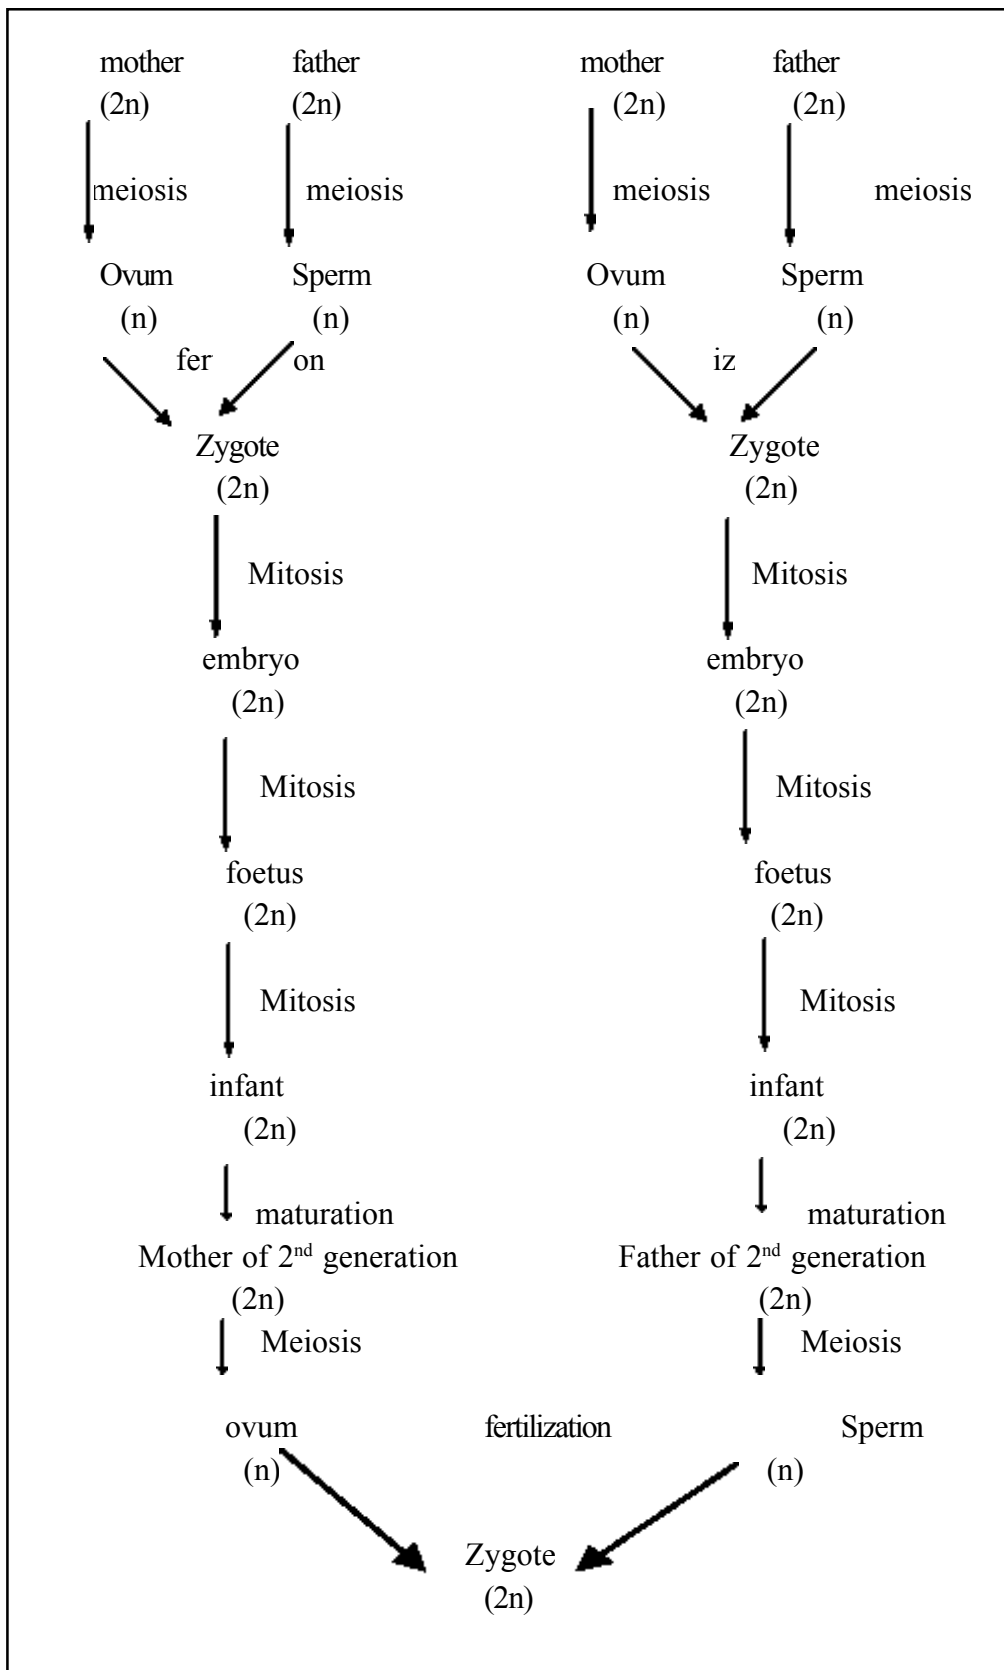 mother father mother father
(2n) (2n) (2n) (2n)
meiosis meiosis meiosis meiosis
Ovum Sperm Ovum Sperm
(n) (n) (n) (n)
fer on iz
Zygote Zygote
(2n) (2n)
Mitosis Mitosis
embryo embryo
(2n) (2n)
Mitosis Mitosis
foetus foetus
(2n) (2n)
Mitosis Mitosis
infant infant
(2n) (2n)
maturation maturation
Mother of 2nd generation Father of 2nd generation
(2n) (2n)
Meiosis Meiosis
ovum fertilization Sperm
(n) (n)
Zygote
(2n)